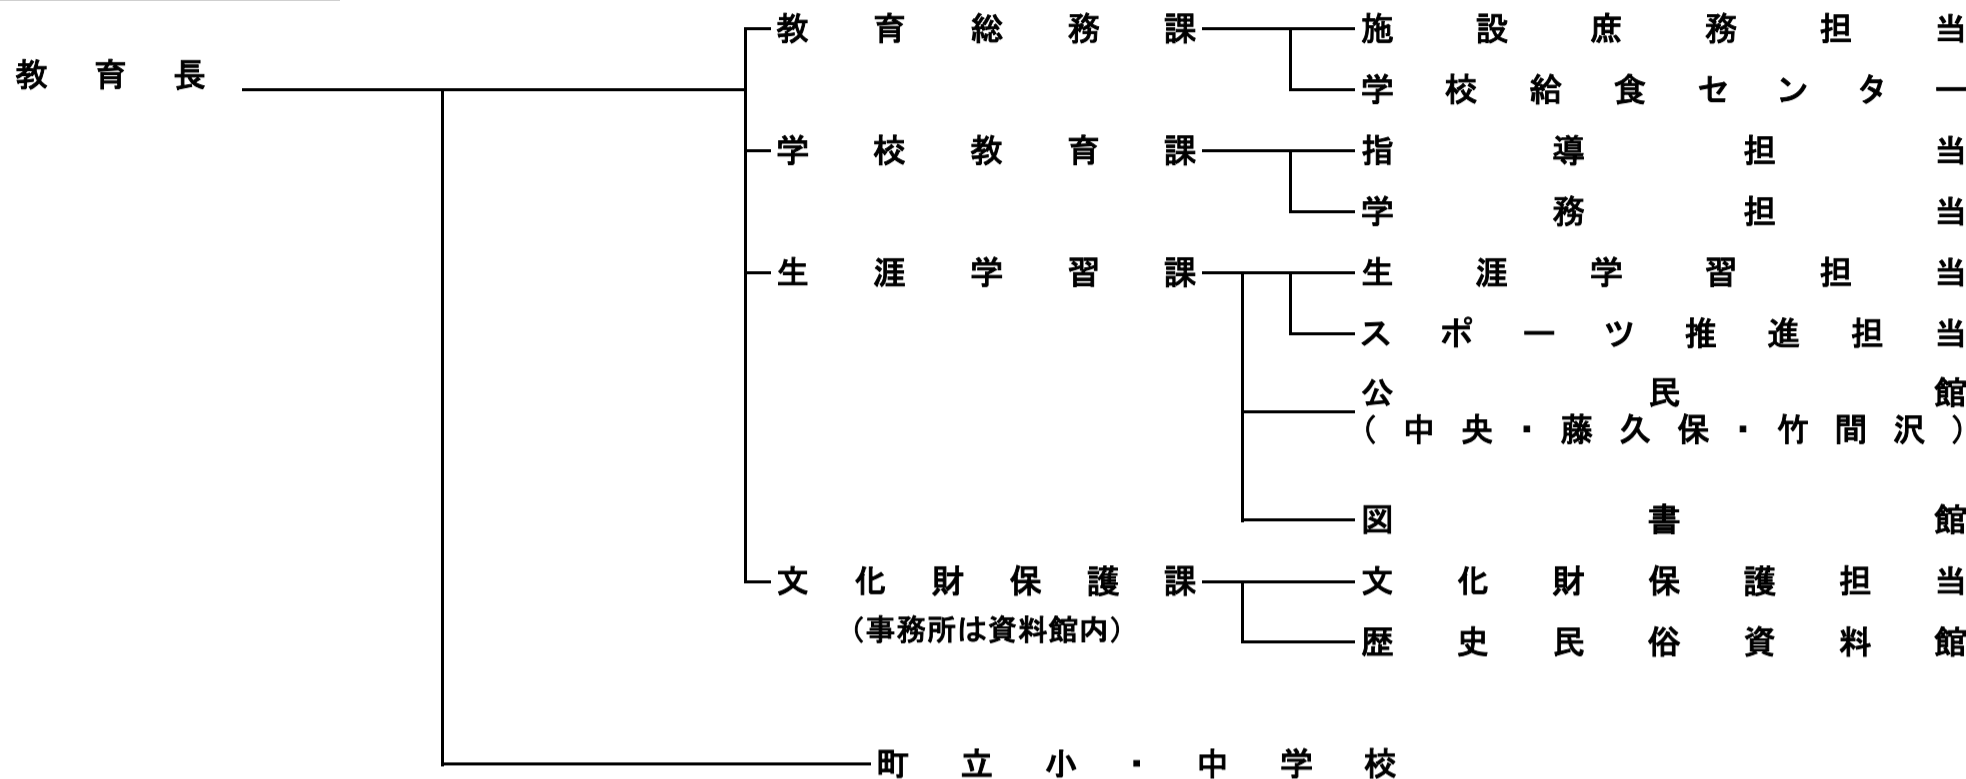 教育長
教育総務課
施設庶務担当
学校給食センター
学校教育課
指導担当
学務担当
生涯学習課
生涯学習担当
スポーツ推進担当
公民館
（中央・藤久保・竹間沢）
図書館
文化財保護課
（事務所は資料館内）
文化財保護担当
歴史民俗資料館
町立小・中学校